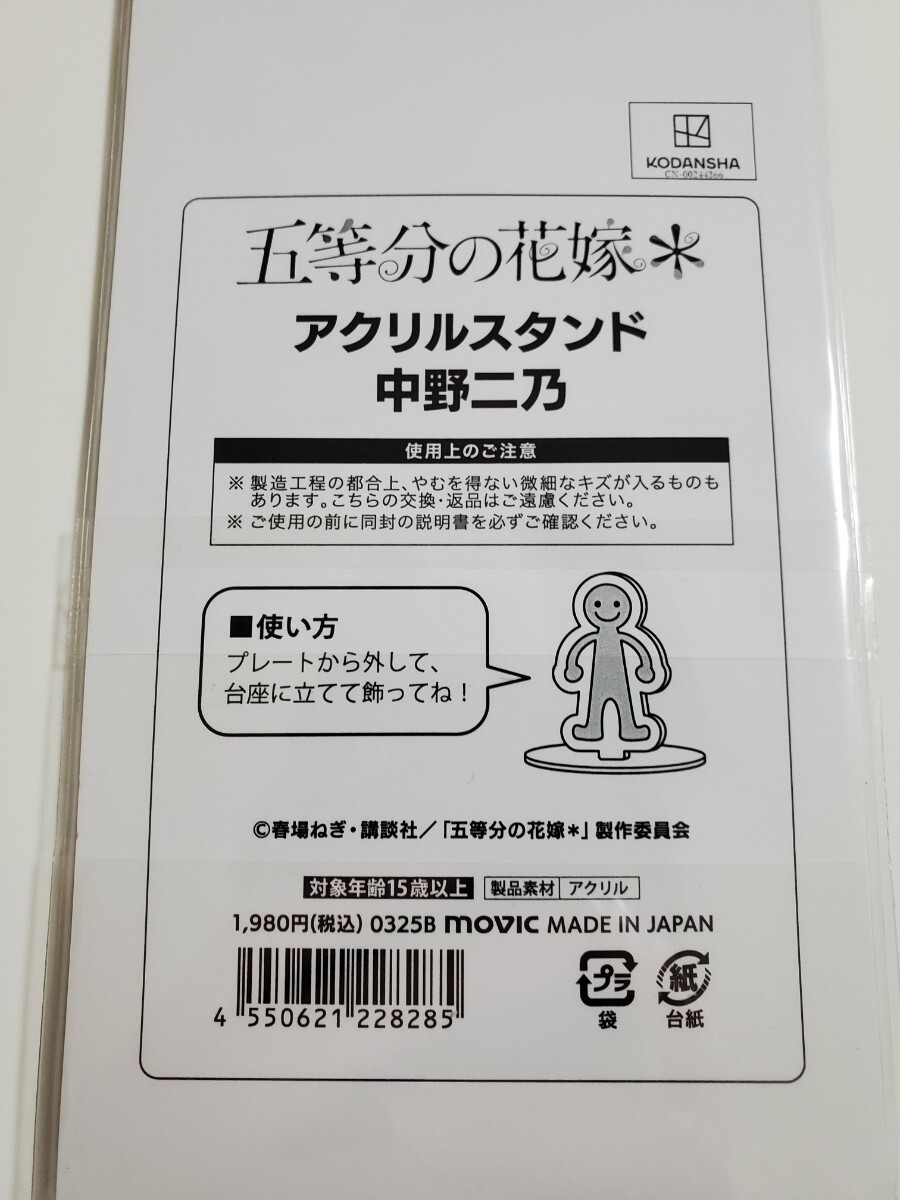 KODANSHA
CN-00244266
五等分の花嫁＊
アクリルスタンド
中野二乃
使用上のご注意
※ 製造工程の都合上、やむを得ない微細なキズが入るものも
あります。こちらの交換・返品はご遠慮ください。
※ ご使用の前に同封の説明書を必ずご確認ください。
■使い方
プレートから外して、
台座に立てて飾ってね！
©春場ねぎ・講談社／「五等分の花嫁＊」製作委員会
対象年齢15歳以上 製品素材 アクリル
1,980円(税込) 0325B movic MADE IN JAPAN
4 550621 228285
プラ 紙
袋 台紙